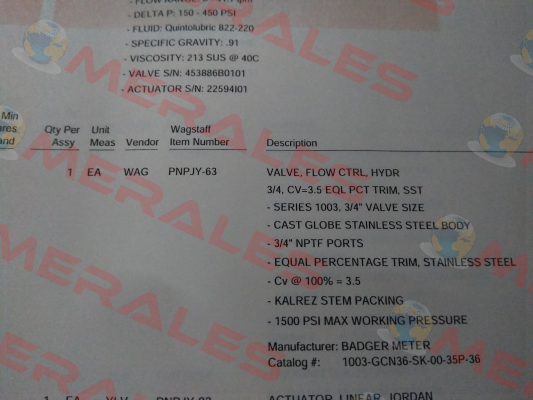 - DELTA P: 150 - 450 PSI
- FLUID: Quintolubric 822-220
- SPECIFIC GRAVITY: .91
- VISCOSITY: 213 SUS @ 40C
- VALVE S/N: 453886B0101
- ACTUATOR S/N: 22594I01
Min
Qty Per Assy Unit Meas Vendor Wagstaff Item Number Description
1 EA WAG PNPJY-63 VALVE, FLOW CTRL, HYDR
3/4, CV=3.5 EQL PCT TRIM, SST
- SERIES 1003, 3/4" VALVE SIZE
- CAST GLOBE STAINLESS STEEL BODY
- 3/4" NPTF PORTS
- EQUAL PERCENTAGE TRIM, STAINLESS STEEL
- Cv @ 100% = 3.5
- KALREZ STEM PACKING
- 1500 PSI MAX WORKING PRESSURE
Manufacturer: BADGER METER
Catalog #: 1003-GCN36-SK-00-35P-36
ACTUATOR, LINEAR, JORDAN
MERALES
MERALES
MERALES